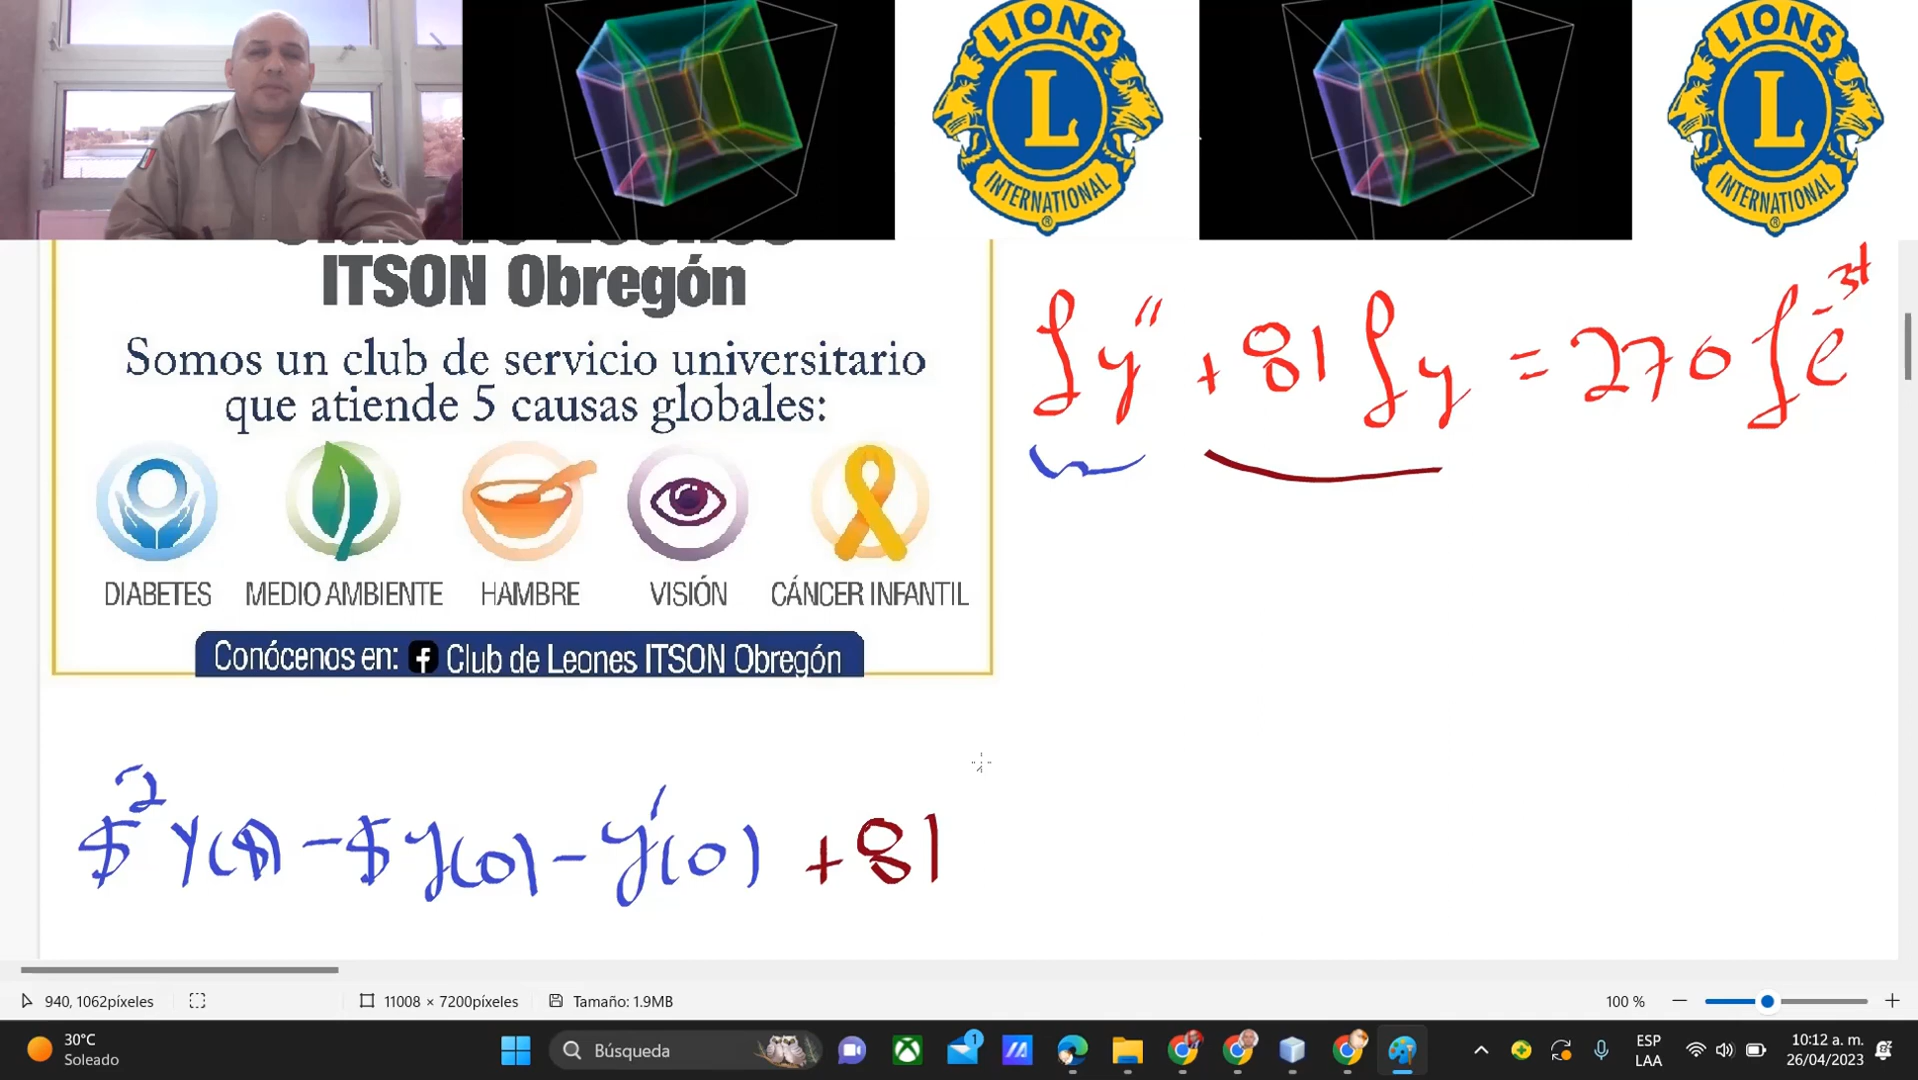 LIONS
L
INTERNATIONAL
®
LIONS
L
INTERNATIONAL
®
ITSON Obregón
Somos un club de servicio universitario
que atiende 5 causas globales:
DIABETES MEDIO AMBIENTE HAMBRE VISIÓN CÁNCER INFANTIL
Conócenos en: f Club de Leones ITSON Obregón
ℒy'' + 81 ℒy = 270 ℒe^-3t
$² Y($) - $y(0) - y'(0) + 81
940, 1062píxeles
11008 × 7200píxeles
Tamaño: 1.9MB
100 %
30°C
Soleado
Búsqueda
1
ESP
LAA
10:12 a. m.
26/04/2023